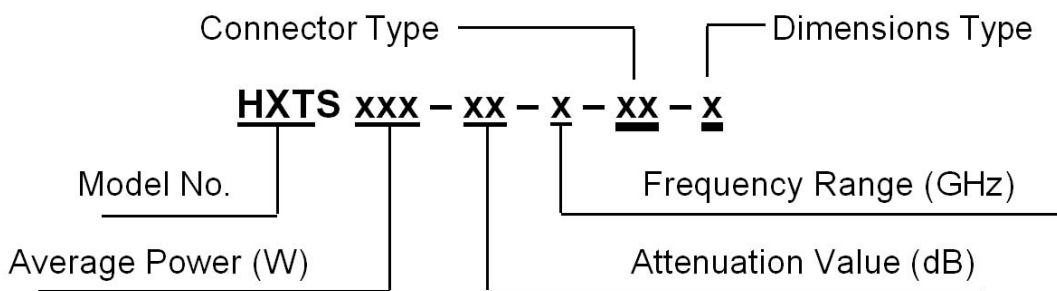 Connector Type Dimensions Type
HXTS xxx – xx – x – xx – x
Model No. Frequency Range (GHz)
Average Power (W) Attenuation Value (dB)